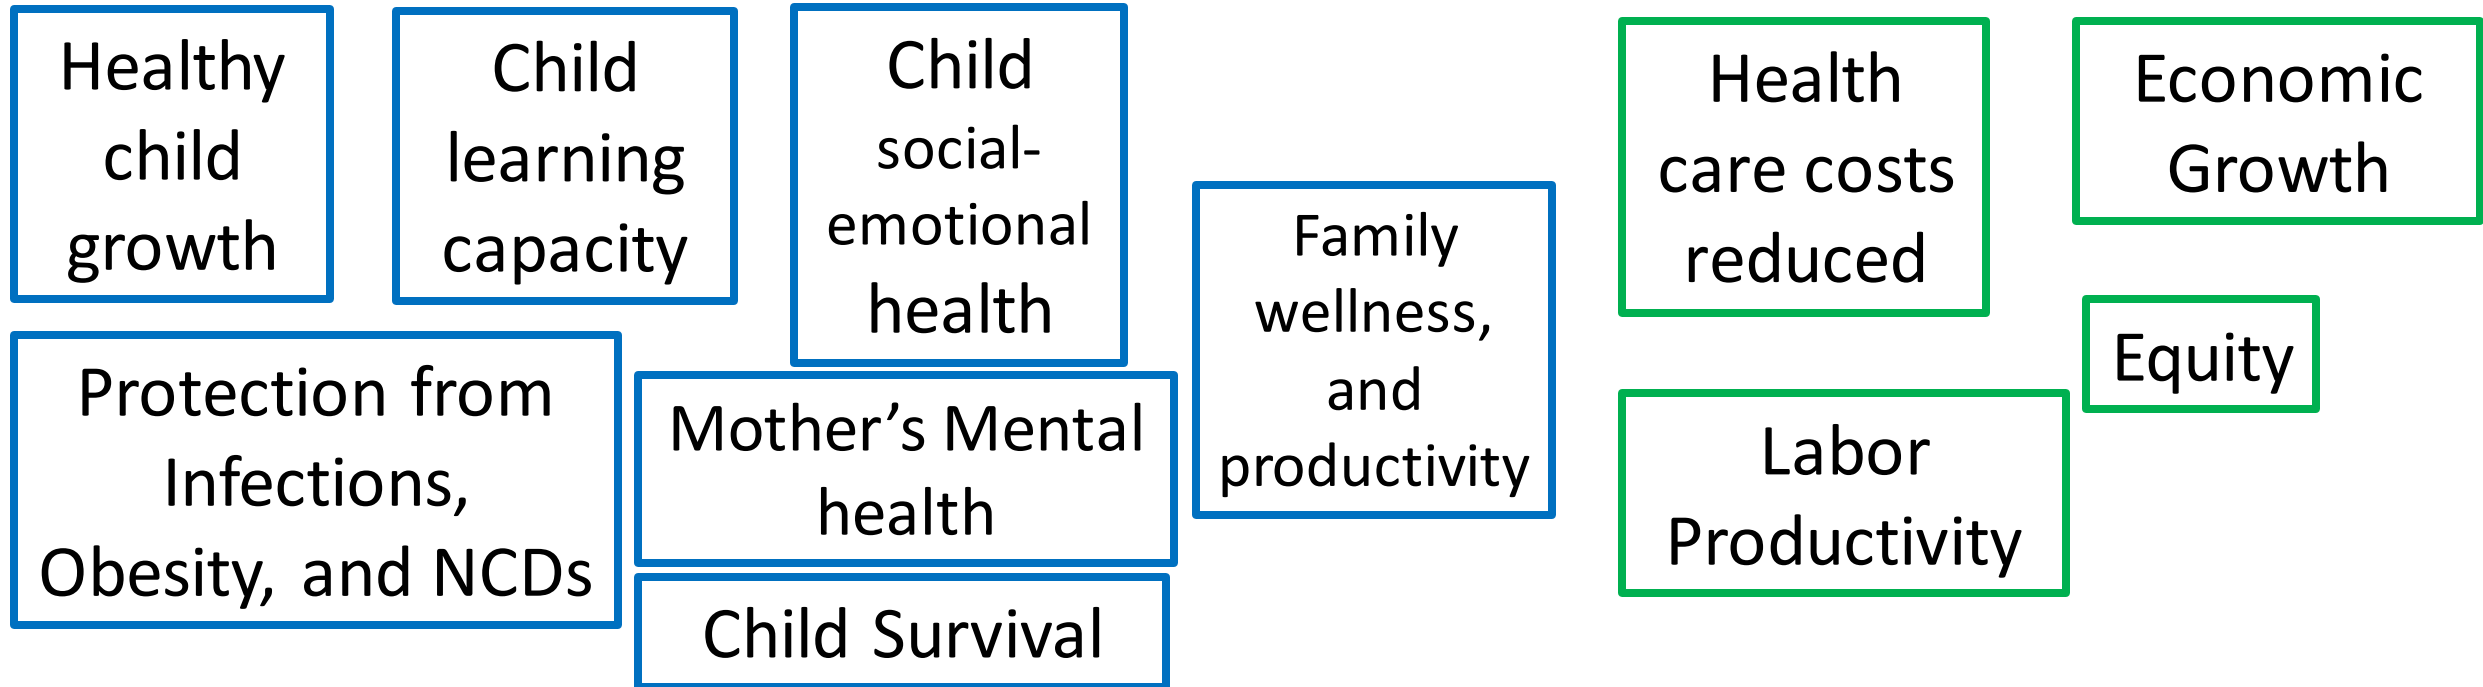 Healthy
child
growth
Child
learning
capacity
Child
social-
emotional
health
Family
wellness,
and
productivity
Protection from
Infections,
Obesity, and NCDs
Mother’s Mental
health
Child Survival
Health
care costs
reduced
Economic
Growth
Equity
Labor
Productivity